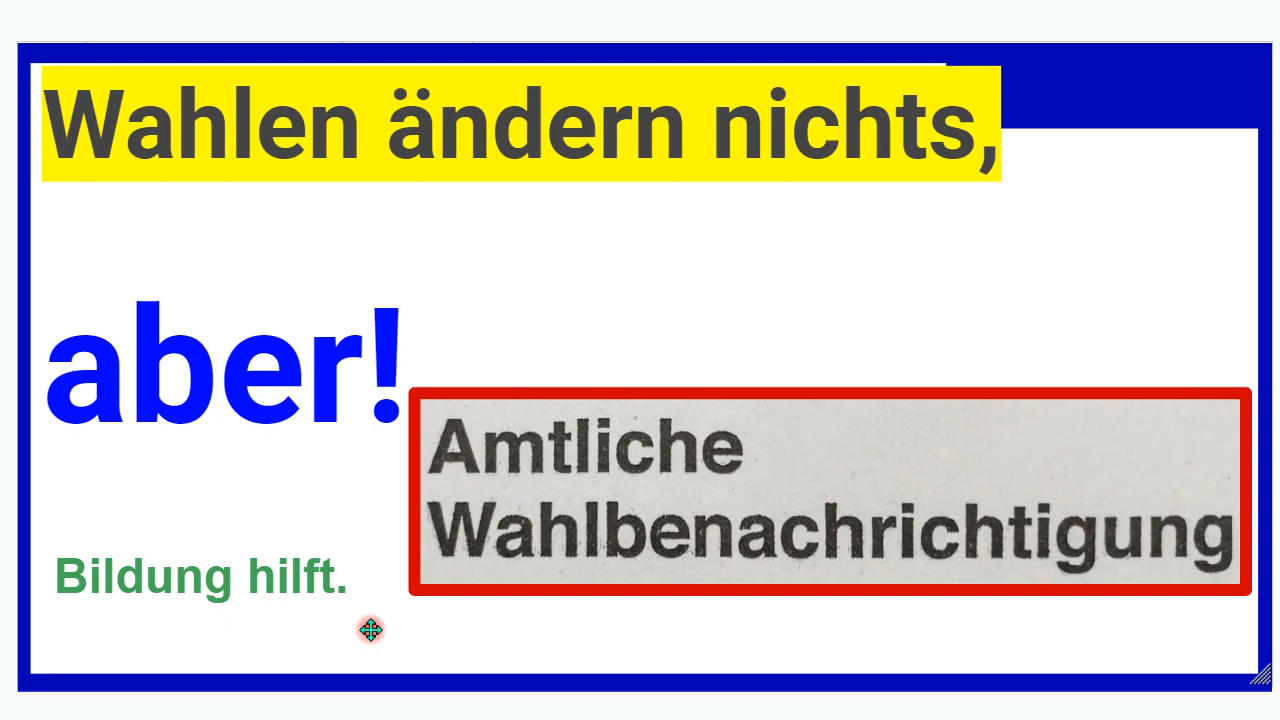 Wahlen ändern nichts,
aber!
Amtliche
Wahlbenachrichtigung
Bildung hilft.